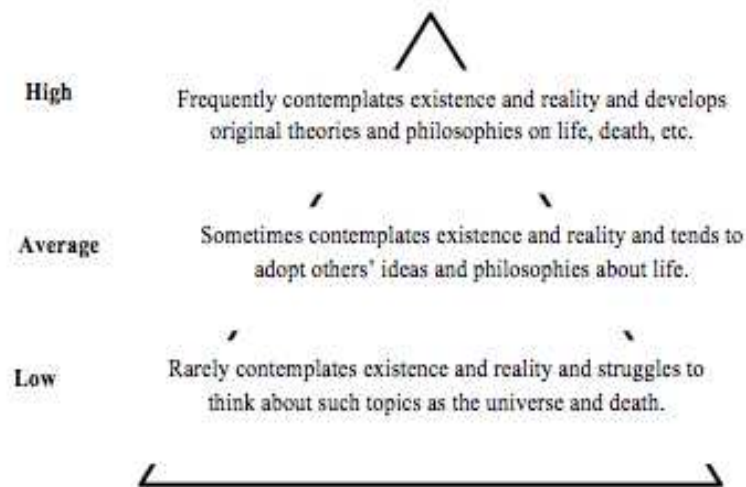 High
Frequently contemplates existence and reality and develops
original theories and philosophies on life, death, etc.
Average
Sometimes contemplates existence and reality and tends to
adopt others' ideas and philosophies about life.
Low
Rarely contemplates existence and reality and struggles to
think about such topics as the universe and death.